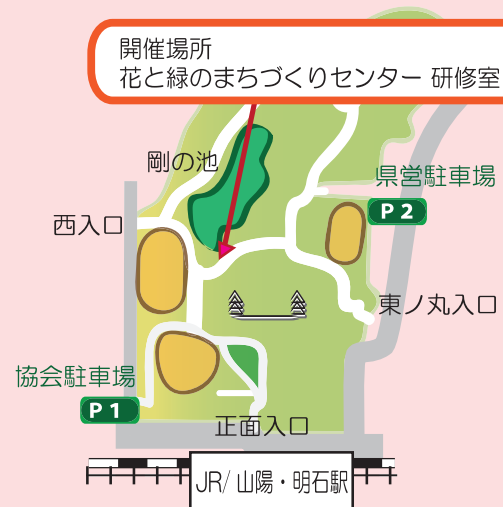 開催場所
花と緑のまちづくりセンター 研修室
剛の池
県営駐車場
P 2
西入口
東ノ丸入口
協会駐車場
P 1
正面入口
JR/ 山陽・明石駅